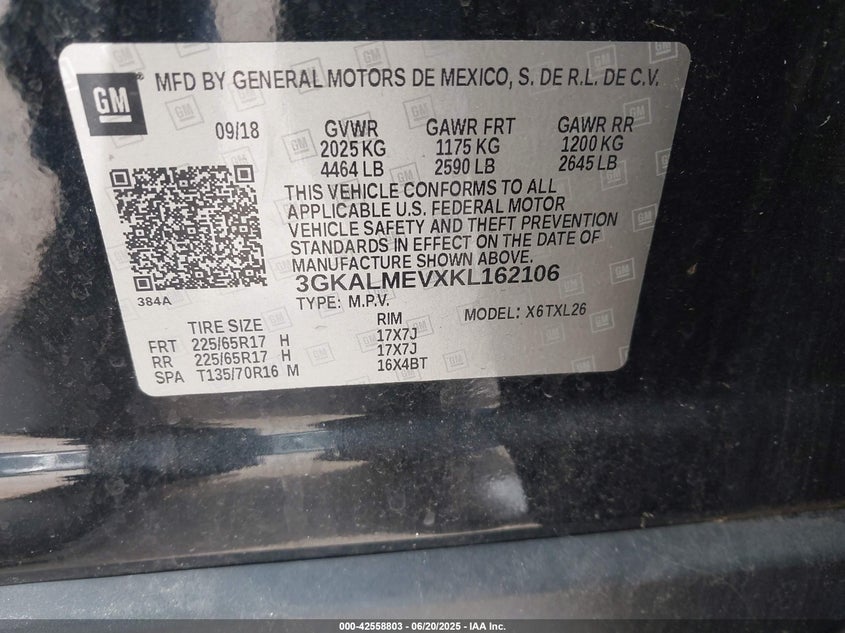 GM
MFD BY GENERAL MOTORS DE MEXICO, S. DE R.L. DE C.V.
09/18 GVWR GAWR FRT GAWR RR
2025 KG 1175 KG 1200 KG
4464 LB 2590 LB 2645 LB
THIS VEHICLE CONFORMS TO ALL
APPLICABLE U.S. FEDERAL MOTOR
VEHICLE SAFETY AND THEFT PREVENTION
STANDARDS IN EFFECT ON THE DATE OF
MANUFACTURE SHOWN ABOVE.
384A
3GKALMEVXKL162106
TYPE: M.P.V.
MODEL: X6TXL26
TIRE SIZE RIM
FRT 225/65R17 H 17X7J
RR 225/65R17 H 17X7J
SPA T135/70R16 M 16X4BT
000-42558803 / 06/20/2025 - IAA Inc.